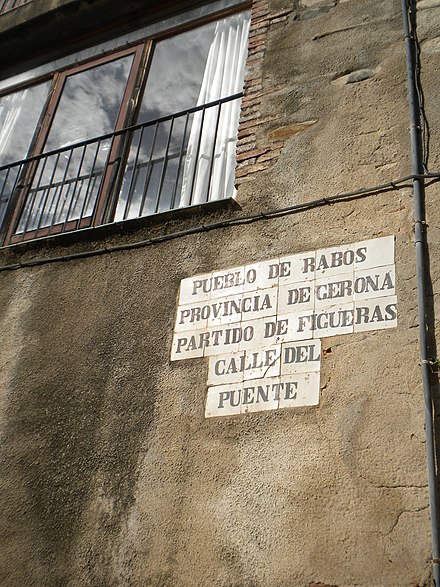 PUEBLO DE RABOS
PROVINCIA DE GERONA
PARTIDO DE FIGUERAS
CALLE DEL
PUENTE